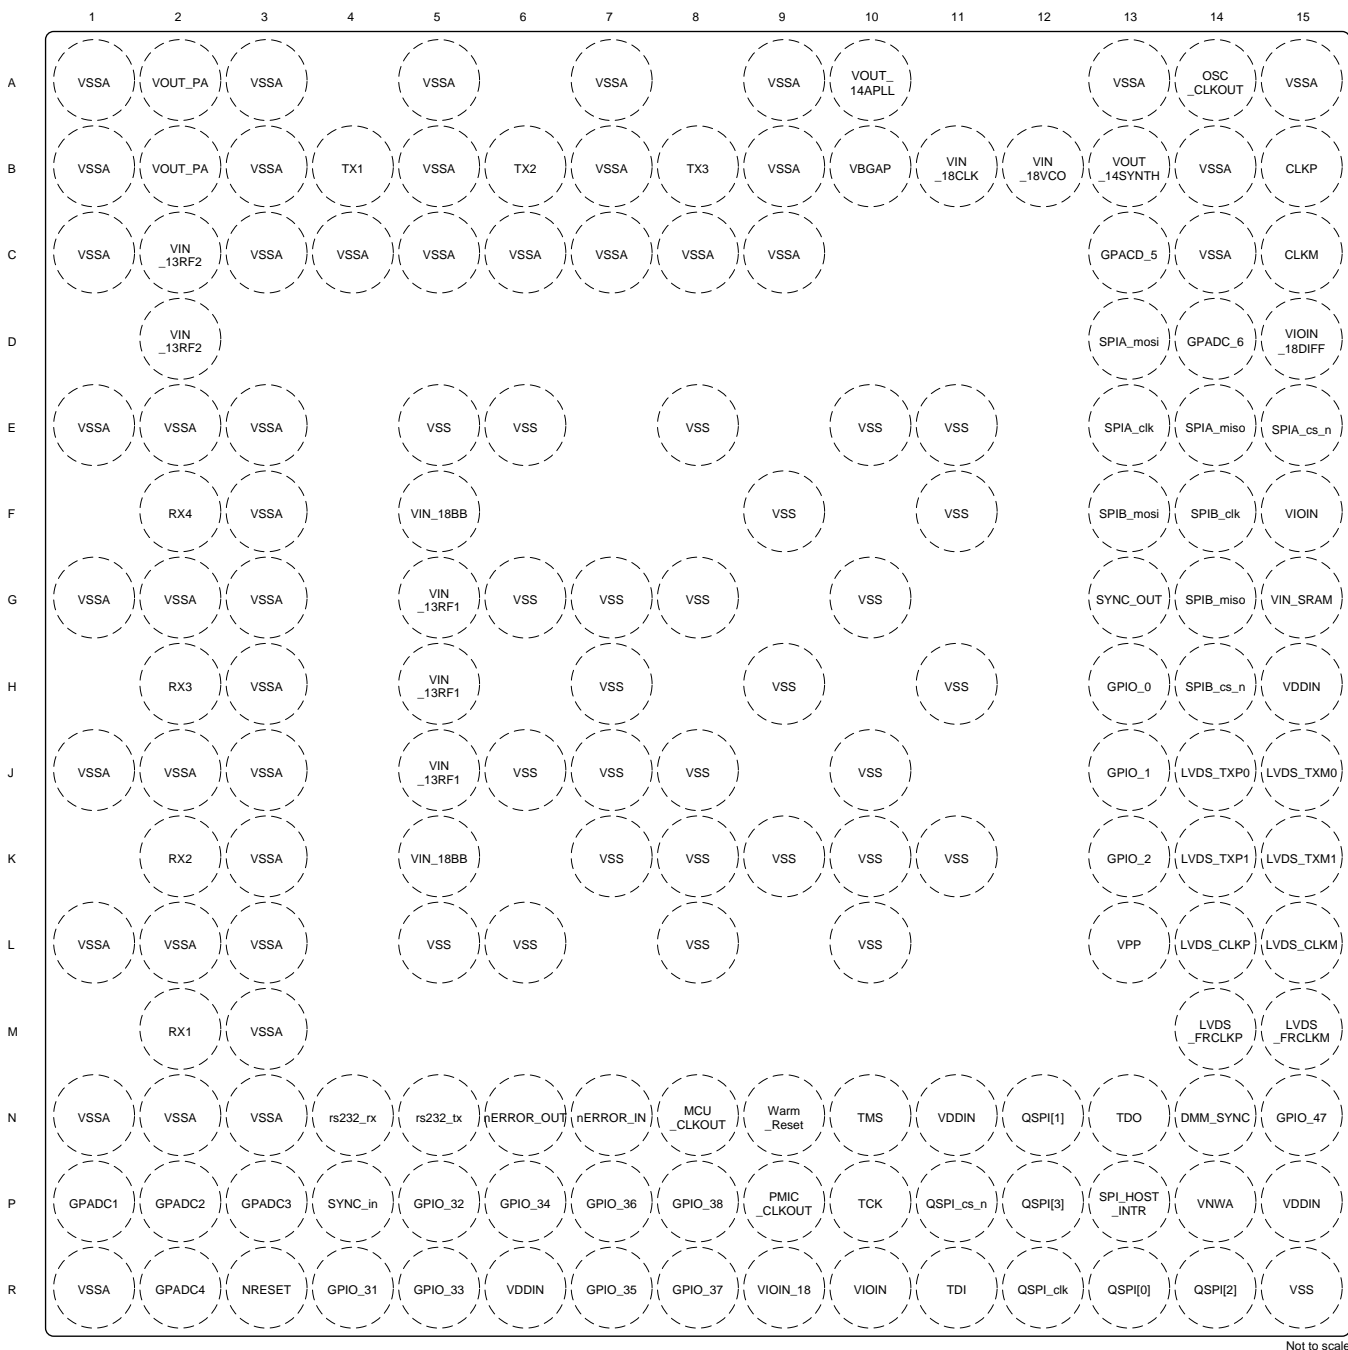 1 2 3 4 5 6 7 8 9 10 11 12 13 14 15
A VSSA VOUT_PA VSSA VSSA VSSA VSSA VOUT_ VSSA OSC VSSA
14APLL _CLKOUT
B VSSA VOUT_PA VSSA TX1 VSSA TX2 VSSA TX3 VSSA VBGAP VIN VIN VOUT VSSA CLKP
_18CLK _18VCO _14SYNTH
C VSSA VIN VSSA VSSA VSSA VSSA VSSA VSSA VSSA GPACD_5 VSSA CLKM
_13RF2
D VIN SPIA_mosi GPADC_6 VIOIN
_13RF2 _18DIFF
E VSSA VSSA VSSA VSS VSS VSS VSS VSS SPIA_clk SPIA_miso SPIA_cs_n
F RX4 VSSA VIN_18BB VSS VSS SPIB_mosi SPIB_clk VIOIN
G VSSA VSSA VSSA VIN VSS VSS VSS VSS SYNC_OUT SPIB_miso VIN_SRAM
_13RF1
H RX3 VSSA VIN VSS VSS VSS GPIO_0 SPIB_cs_n VDDIN
_13RF1
J VSSA VSSA VSSA VIN VSS VSS VSS VSS GPIO_1 LVDS_TXP0 LVDS_TXM0
_13RF1
K RX2 VSSA VIN_18BB VSS VSS VSS VSS VSS GPIO_2 LVDS_TXP1 LVDS_TXM1
L VSSA VSSA VSSA VSS VSS VSS VSS VPP LVDS_CLKP LVDS_CLKM
M RX1 VSSA LVDS LVDS
_FRCLKP _FRCLKM
N VSSA VSSA VSSA rs232_rx rs232_tx nERROR_OUT nERROR_IN MCU Warm TMS VDDIN QSPI[1] TDO DMM_SYNC GPIO_47
_CLKOUT _Reset
P GPADC1 GPADC2 GPADC3 SYNC_in GPIO_32 GPIO_34 GPIO_36 GPIO_38 PMIC TCK QSPI_cs_n QSPI[3] SPI_HOST VNWA VDDIN
_CLKOUT _INTR
R VSSA GPADC4 NRESET GPIO_31 GPIO_33 VDDIN GPIO_35 GPIO_37 VIOIN_18 VIOIN TDI QSPI_clk QSPI[0] QSPI[2] VSS
Not to scale